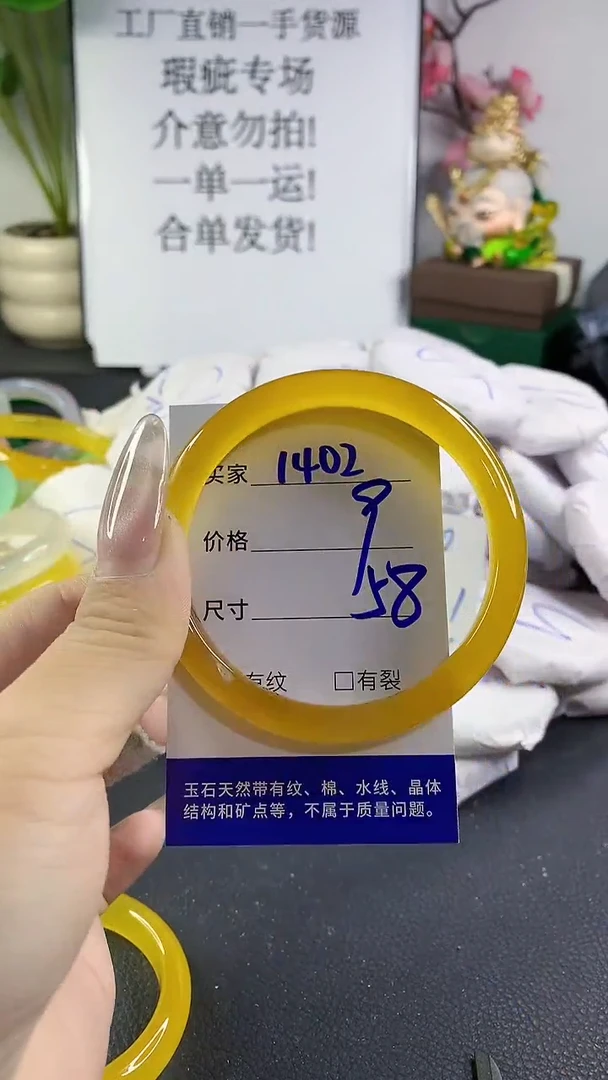 工厂直销一手货源
瑕疵专场
介意勿拍!
一单一运!
合单发货!
买家 1402
价格
尺寸 58
有纹 □有裂
玉石天然带有纹、棉、水线、晶体
结构和矿点等，不属于质量问题。